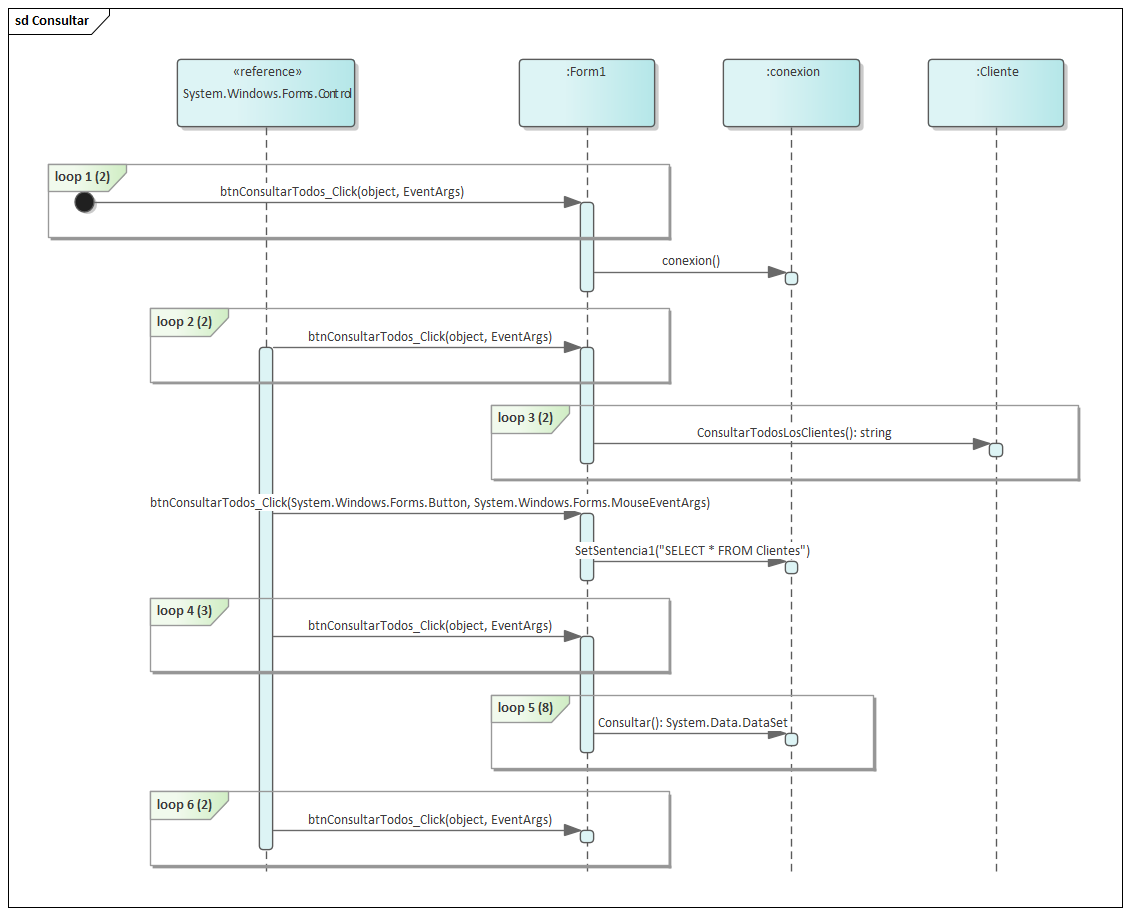 sd Consultar
«reference»
System.Windows.Forms.Control
:Form1
:conexion
:Cliente
loop 1 (2)
btnConsultarTodos_Click(object, EventArgs)
conexion()
loop 2 (2)
btnConsultarTodos_Click(object, EventArgs)
loop 3 (2)
ConsultarTodosLosClientes(): string
btnConsultarTodos_Click(System.Windows.Forms.Button, System.Windows.Forms.MouseEventArgs)
SetSentencia1("SELECT * FROM Clientes")
loop 4 (3)
btnConsultarTodos_Click(object, EventArgs)
loop 5 (8)
Consultar(): System.Data.DataSet
loop 6 (2)
btnConsultarTodos_Click(object, EventArgs)